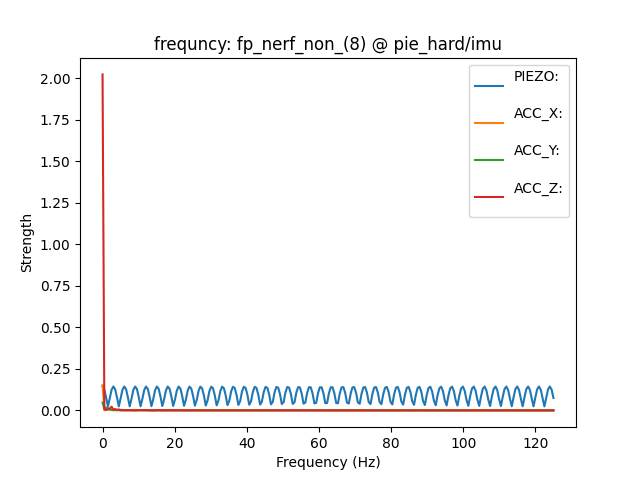 frequncy: fp_nerf_non_(8) @ pie_hard/imu
2.00
1.75
1.50
1.25
1.00
0.75
0.50
0.25
0.00
Strength
PIEZO:
ACC_X:
ACC_Y:
ACC_Z:
0 20 40 60 80 100 120
Frequency (Hz)